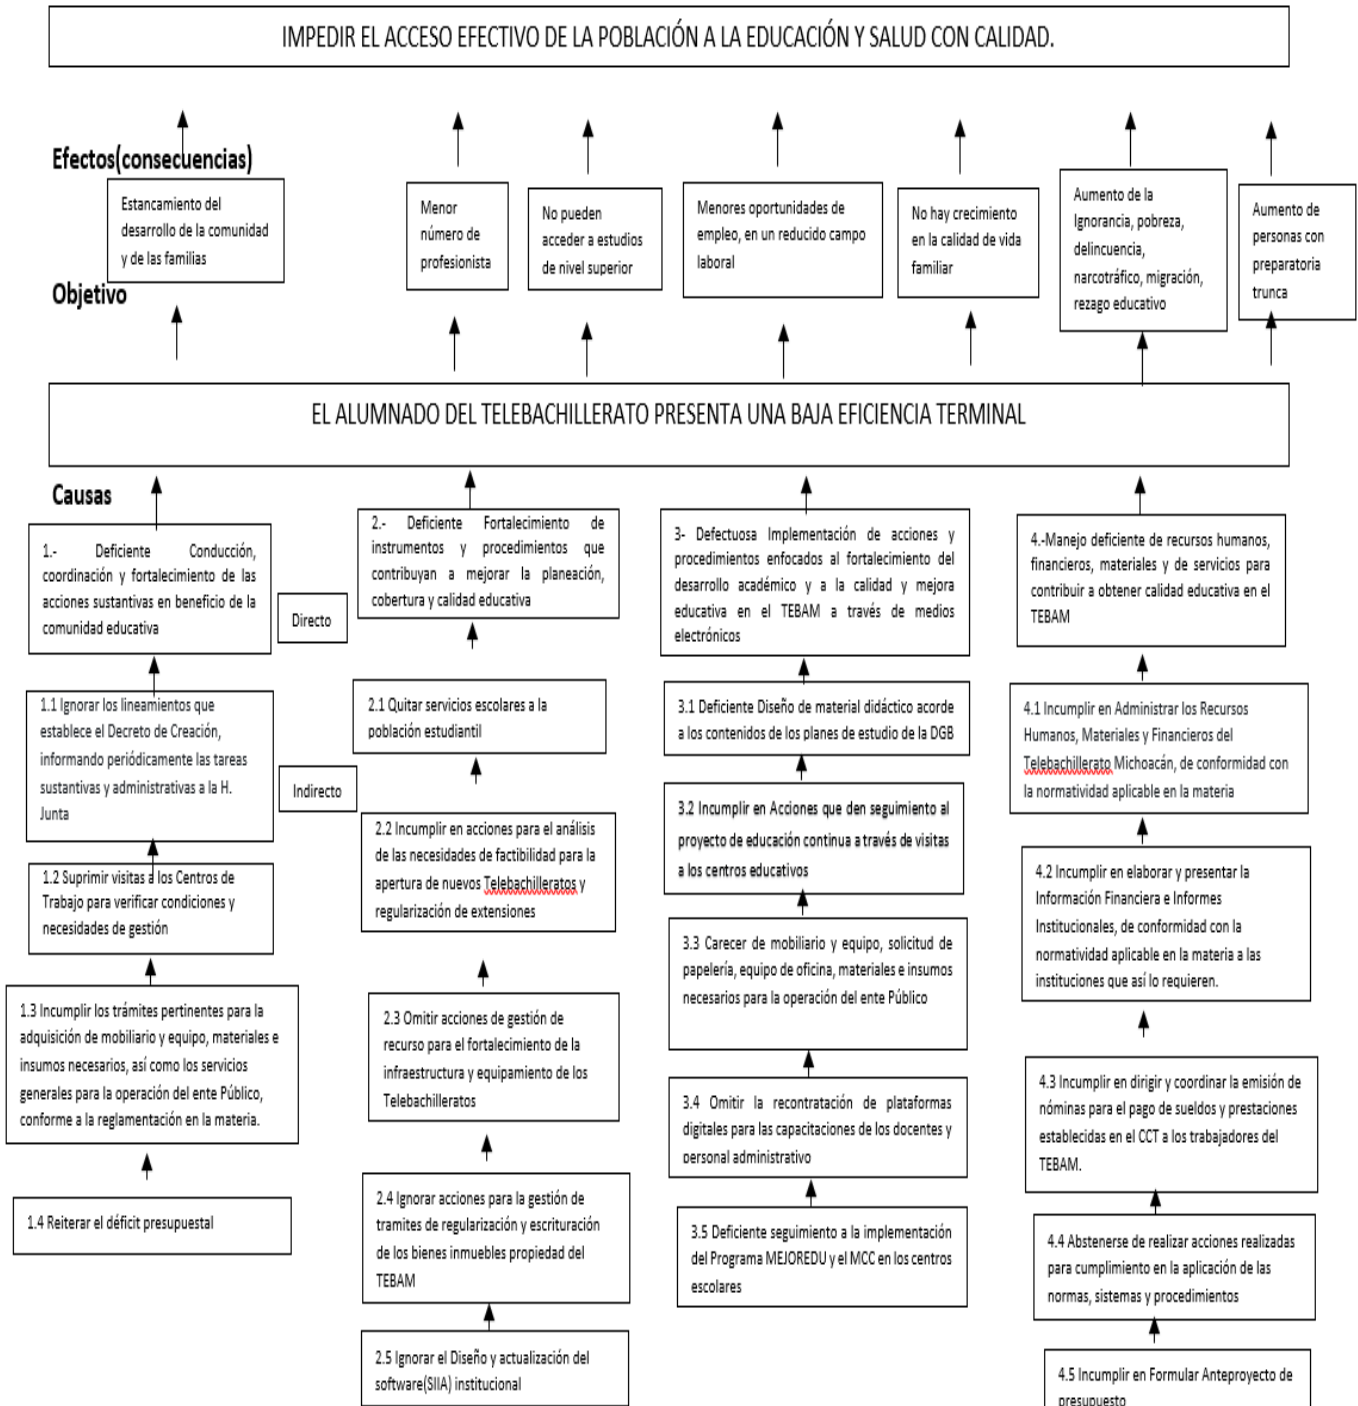 IMPEDIR EL ACCESO EFECTIVO DE LA POBLACIÓN A LA EDUCACIÓN Y SALUD CON CALIDAD.
Efectos(consecuencias)
Estancamiento del
desarrollo de la comunidad
y de las familias
Menor
número de
profesionista
No pueden
acceder a estudios
de nivel superior
Menores oportunidades de
empleo, en un reducido campo
laboral
No hay crecimiento
en la calidad de vida
familiar
Aumento de la
Ignorancia, pobreza,
delincuencia,
narcotráfico, migración,
rezago educativo
Aumento de
personas con
preparatoria
trunca
Objetivo
EL ALUMNADO DEL TELEBACHILLERATO PRESENTA UNA BAJA EFICIENCIA TERMINAL
Causas
1.- Deficiente Conducción,
coordinación y fortalecimiento de las
acciones sustantivas en beneficio de la
comunidad educativa
Directo
1.1 Ignorar los lineamientos que
establece el Decreto de Creación,
informando periódicamente las tareas
sustantivas y administrativas a la H.
Junta
Indirecto
1.2 Suprimir visitas a los Centros de
Trabajo para verificar condiciones y
necesidades de gestión
1.3 Incumplir los trámites pertinentes para la
adquisición de mobiliario y equipo, materiales e
insumos necesarios, así como los servicios
generales para la operación del ente Público,
conforme a la reglamentación en la materia.
1.4 Reiterar el déficit presupuestal
2.- Deficiente Fortalecimiento de
instrumentos y procedimientos que
contribuyan a mejorar la planeación,
cobertura y calidad educativa
2.1 Quitar servicios escolares a la
población estudiantil
2.2 Incumplir en acciones para el análisis
de las necesidades de factibilidad para la
apertura de nuevos Telebachilleratos y
regularización de extensiones
2.3 Omitir acciones de gestión de
recurso para el fortalecimiento de la
infraestructura y equipamiento de los
Telebachilleratos
2.4 Ignorar acciones para la gestión de
tramites de regularización y escrituración
de los bienes inmuebles propiedad del
TEBAM
2.5 Ignorar el Diseño y actualización del
software(SIIA) institucional
3- Defectuosa Implementación de acciones y
procedimientos enfocados al fortalecimiento del
desarrollo académico y a la calidad y mejora
educativa en el TEBAM a través de medios
electrónicos
3.1 Deficiente Diseño de material didáctico acorde
a los contenidos de los planes de estudio de la DGB
3.2 Incumplir en Acciones que den seguimiento al
proyecto de educación continua a través de visitas
a los centros educativos
3.3 Carecer de mobiliario y equipo, solicitud de
papelería, equipo de oficina, materiales e insumos
necesarios para la operación del ente Público
3.4 Omitir la recontratación de plataformas
digitales para las capacitaciones de los docentes y
personal administrativo
3.5 Deficiente seguimiento a la implementación
del Programa MEJOREDU y el MCC en los centros
escolares
4.-Manejo deficiente de recursos humanos,
financieros, materiales y de servicios para
contribuir a obtener calidad educativa en el
TEBAM
4.1 Incumplir en Administrar los Recursos
Humanos, Materiales y Financieros del
Telebachillerato Michoacán, de conformidad con
la normatividad aplicable en la materia
4.2 Incumplir en elaborar y presentar la
Información Financiera e Informes
Institucionales, de conformidad con la
normatividad aplicable en la materia a las
instituciones que así lo requieren.
4.3 Incumplir en dirigir y coordinar la emisión de
nóminas para el pago de sueldos y prestaciones
establecidas en el CCT a los trabajadores del
TEBAM.
4.4 Abstenerse de realizar acciones realizadas
para cumplimiento en la aplicación de las
normas, sistemas y procedimientos
4.5 Incumplir en Formular Anteproyecto de
presupuesto